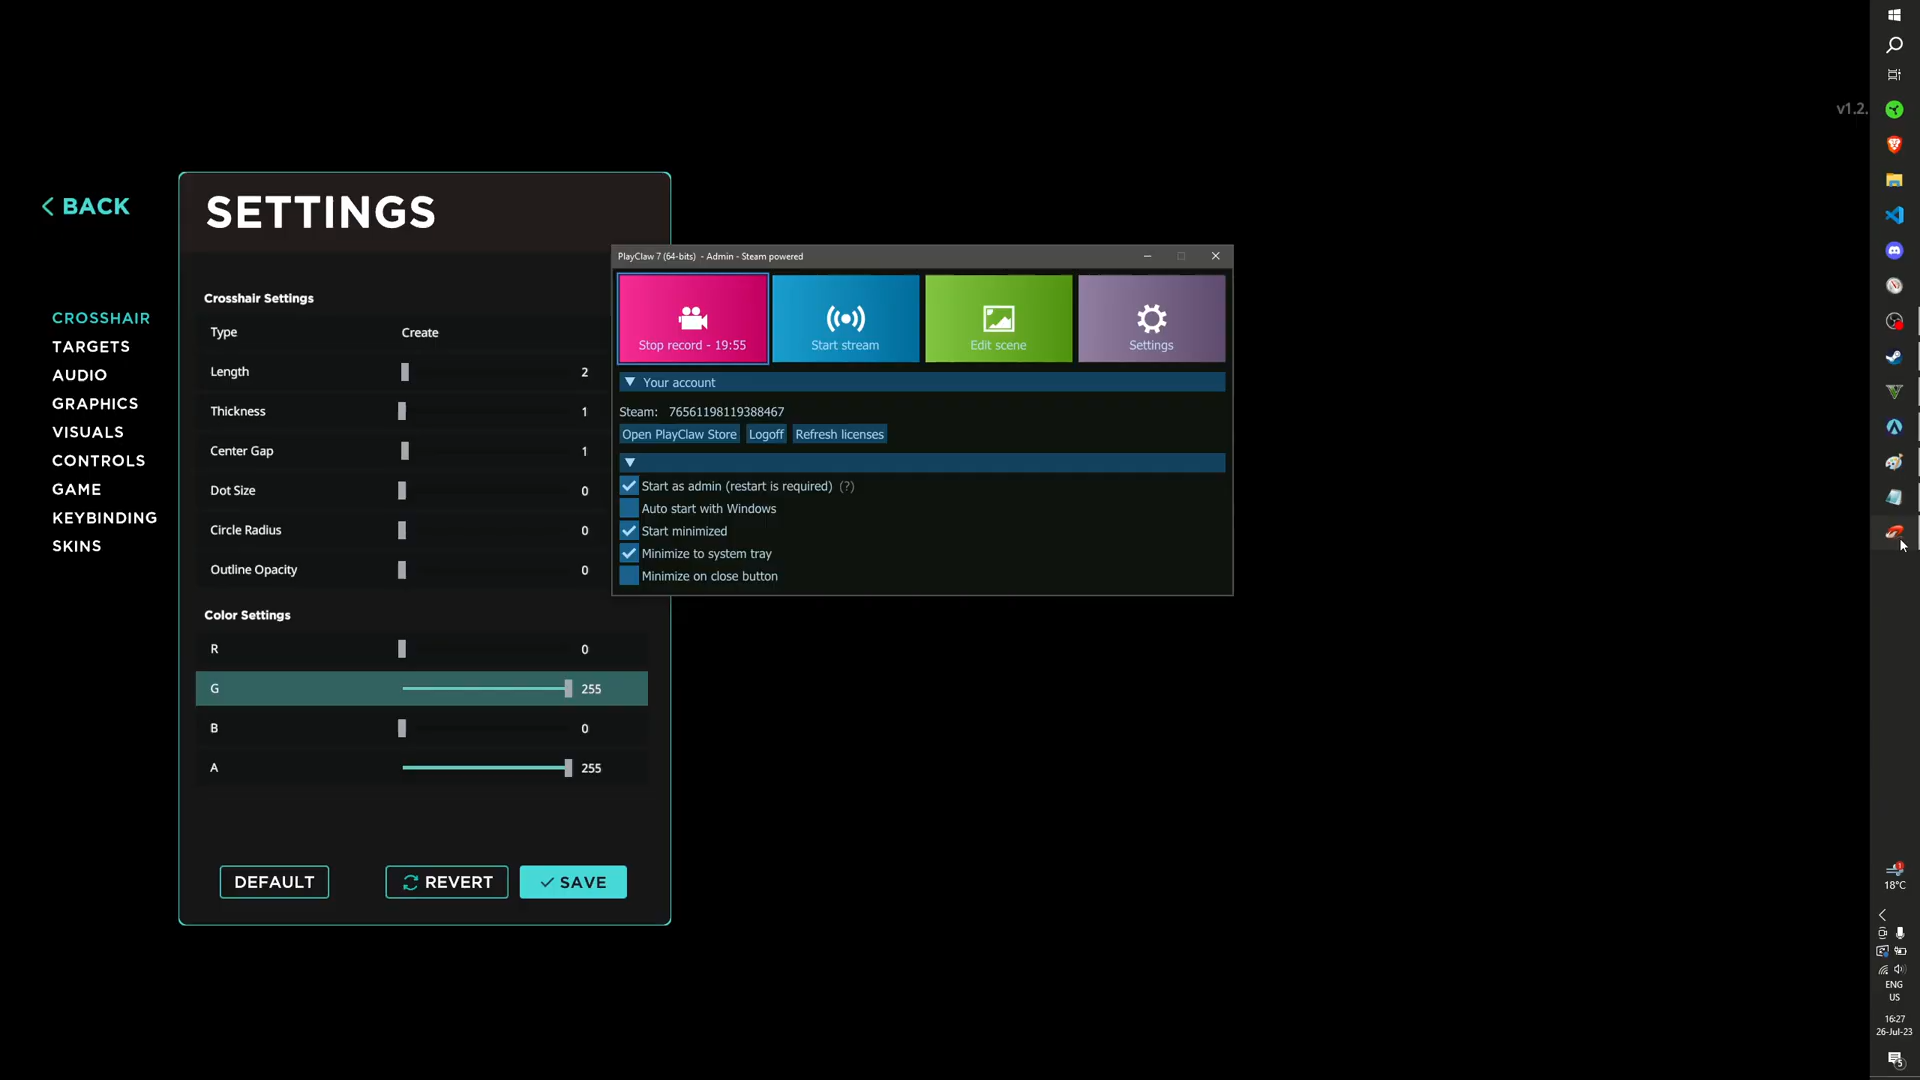 v1.2.
BACK
SETTINGS
CROSSHAIR
TARGETS
AUDIO
GRAPHICS
VISUALS
CONTROLS
GAME
KEYBINDING
SKINS
Crosshair Settings
Type Create
Length 2
Thickness 1
Center Gap 1
Dot Size 0
Circle Radius 0
Outline Opacity 0
Color Settings
R 0
G 255
B 0
A 255
DEFAULT
REVERT
SAVE
PlayClaw 7 (64-bits) - Admin - Steam powered
Stop record - 19:55
Start stream
Edit scene
Settings
Your account
Steam: 76561198119388467
Open PlayClaw Store
Logoff
Refresh licenses
Start as admin (restart is required) (?)
Auto start with Windows
Start minimized
Minimize to system tray
Minimize on close button
1
18°C
ENG
US
16:27
26-Jul-23
5